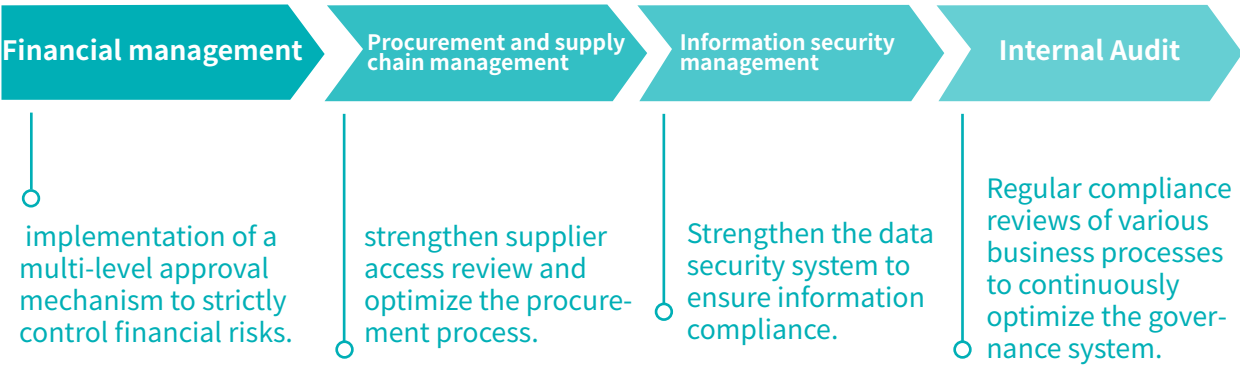 Financial management
Procurement and supply
chain management
Information security
management
Internal Audit
implementation of a
multi-level approval
mechanism to strictly
control financial risks.
strengthen supplier
access review and
optimize the procure-
ment process.
Strengthen the data
security system to
ensure information
compliance.
Regular compliance
reviews of various
business processes
to continuously
optimize the gover-
nance system.